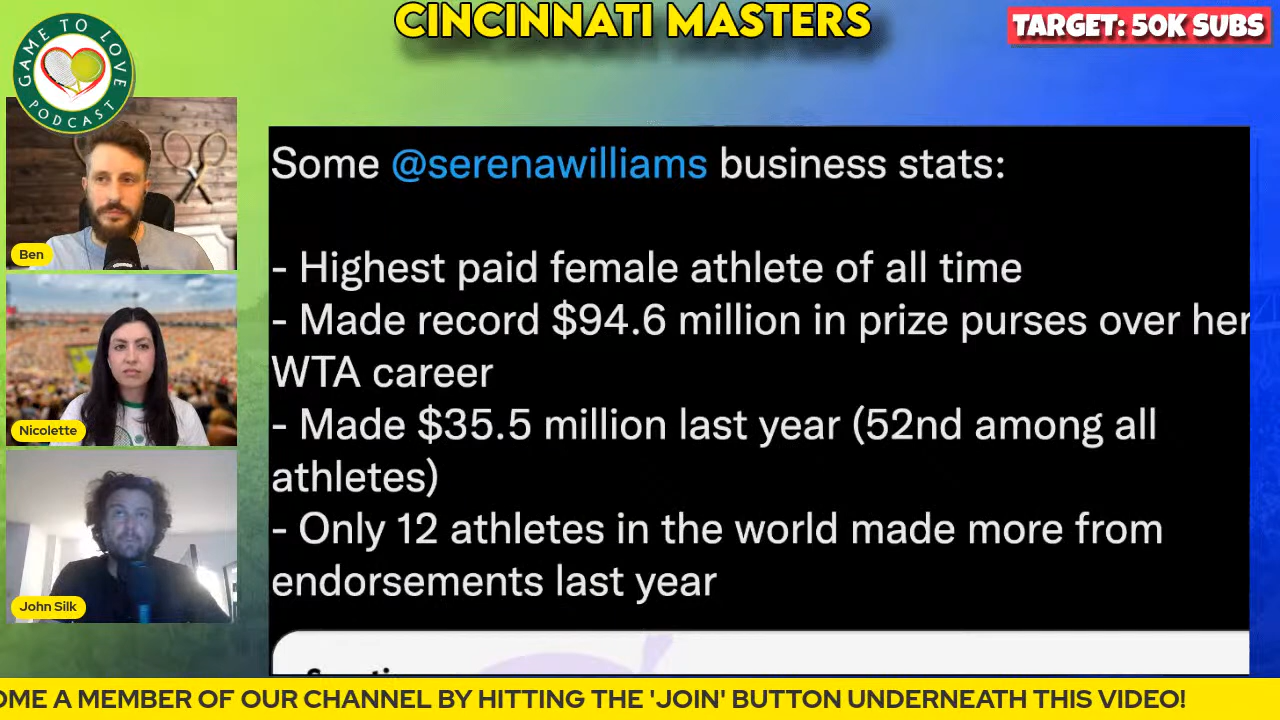 CINCINNATI MASTERS
TARGET: 50K SUBS
GAME TO LOVE
PODCAST
Ben
Nicolette
John Silk
Some @serenawilliams business stats:
- Highest paid female athlete of all time
- Made record $94.6 million in prize purses over her
WTA career
- Made $35.5 million last year (52nd among all
athletes)
- Only 12 athletes in the world made more from
endorsements last year
OME A MEMBER OF OUR CHANNEL BY HITTING THE 'JOIN' BUTTON UNDERNEATH THIS VIDEO!